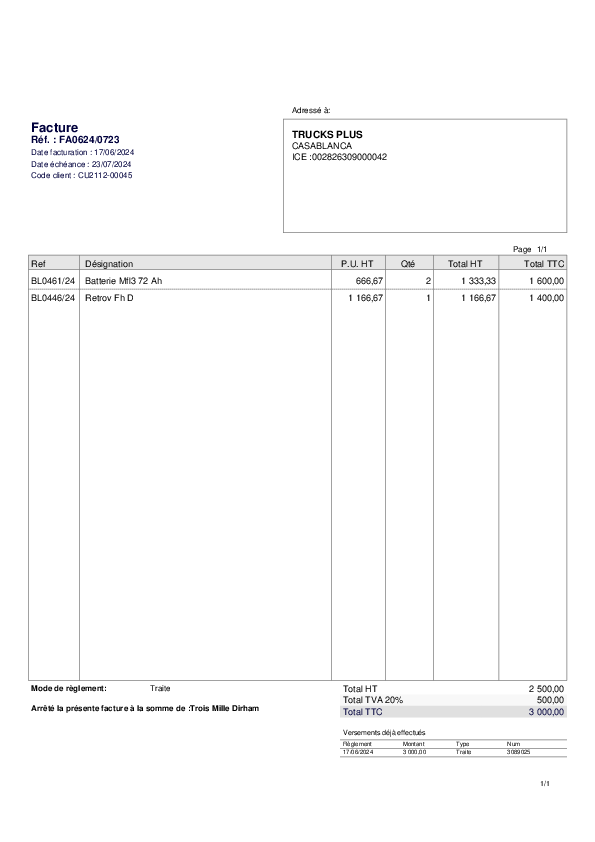 Adressé à:
Facture
Réf. : FA0624/0723
Date facturation : 17/06/2024
Date échéance : 23/07/2024
Code client : CU2112-00045
TRUCKS PLUS
CASABLANCA
ICE :002826309000042
Page 1/1
Ref Désignation P.U. HT Qté Total HT Total TTC
BL0461/24 Batterie Mfl3 72 Ah 666,67 2 1 333,33 1 600,00
BL0446/24 Retrov Fh D 1 166,67 1 1 166,67 1 400,00
Mode de règlement: Traite
Arrêté la présente facture à la somme de :Trois Mille Dirham
Total HT 2 500,00
Total TVA 20% 500,00
Total TTC 3 000,00
Versements déjà effectués
Règlement Montant Type Num
17/06/2024 3 000,00 Traite 3089025
1/1